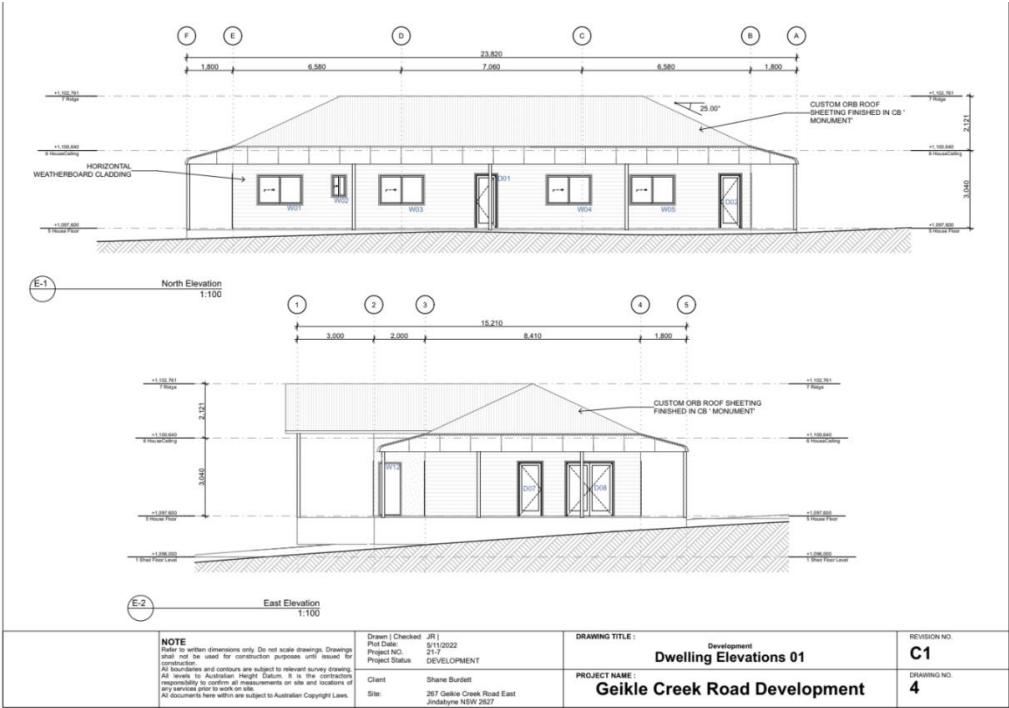 F E D C B A
23,820
1,800 6,580 7,060 6,580 1,800
+1,102,761
7 Ridge
+1,102,761
7 Ridge
25.00°
CUSTOM ORB ROOF
SHEETING FINISHED IN CB '
MONUMENT'
2,121
+1,100,640
6 HouseCeiling
+1,100,640
6 HouseCeiling
HORIZONTAL
WEATHERBOARD CLADDING
3,040
W01 W02 W03 D01 W04 W05 D02
+1,097,600
5 House Floor
+1,097,600
5 House Floor
E-1
North Elevation
1:100
1 2 3 4 5
15,210
3,000 2,000 8,410 1,800
+1,102,761
7 Ridge
+1,102,761
7 Ridge
2,121
CUSTOM ORB ROOF SHEETING
FINISHED IN CB ' MONUMENT'
+1,100,640
6 HouseCeiling
+1,100,640
6 HouseCeiling
3,040
W12 D07 D08
+1,097,600
5 House Floor
+1,097,600
5 House Floor
+1,096,000
1 Shed Floor Level
+1,096,000
1 Shed Floor Level
E-2
East Elevation
1:100
NOTE
Refer to written dimensions only. Do not scale drawings. Drawings
shall not be used for construction purposes until issued for
construction.
All boundaries and contours are subject to relevant survey drawing.
All levels to Australian Height Datum. It is the contractors
responsibility to confirm all measurements on site and locations of
any services prior to work on site.
All documents here within are subject to Australian Copyright Laws.
Drawn | Checked JR |
Plot Date: 5/11/2022
Project NO. 21-7
Project Status DEVELOPMENT
Client Shane Burdett
Site: 267 Geikle Creek Road East
Jindabyne NSW 2627
DRAWING TITLE :
Development
Dwelling Elevations 01
PROJECT NAME :
Geikle Creek Road Development
REVISION NO.
C1
DRAWING NO.
4